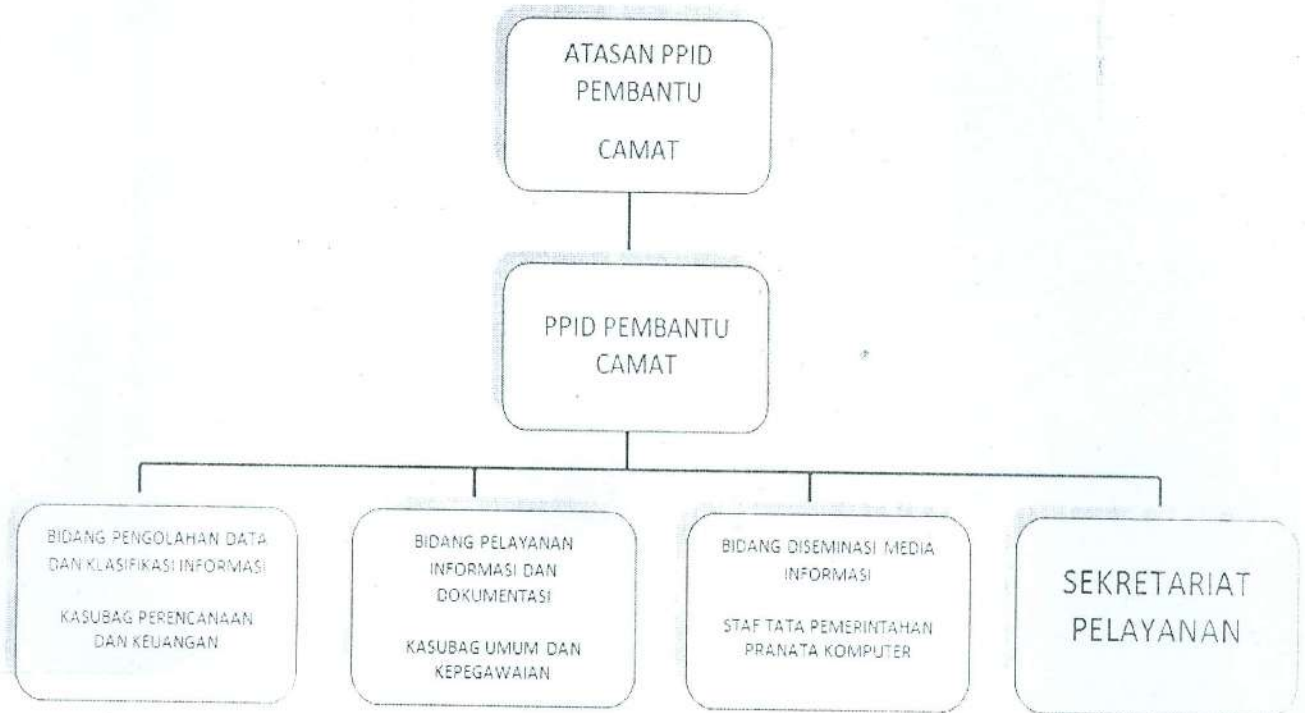 ATASAN PPID
PEMBANTU
CAMAT
PPID PEMBANTU
CAMAT
BIDANG PENGOLAHAN DATA
DAN KLASIFIKASI INFORMASI
KASUBAG PERENCANAAN
DAN KEUANGAN
BIDANG PELAYANAN
INFORMASI DAN
DOKUMENTASI
KASUBAG UMUM DAN
KEPEGAWAIAN
BIDANG DISEMINASI MEDIA
INFORMASI
STAF TATA PEMERINTAHAN
PRANATA KOMPUTER
SEKRETARIAT
PELAYANAN